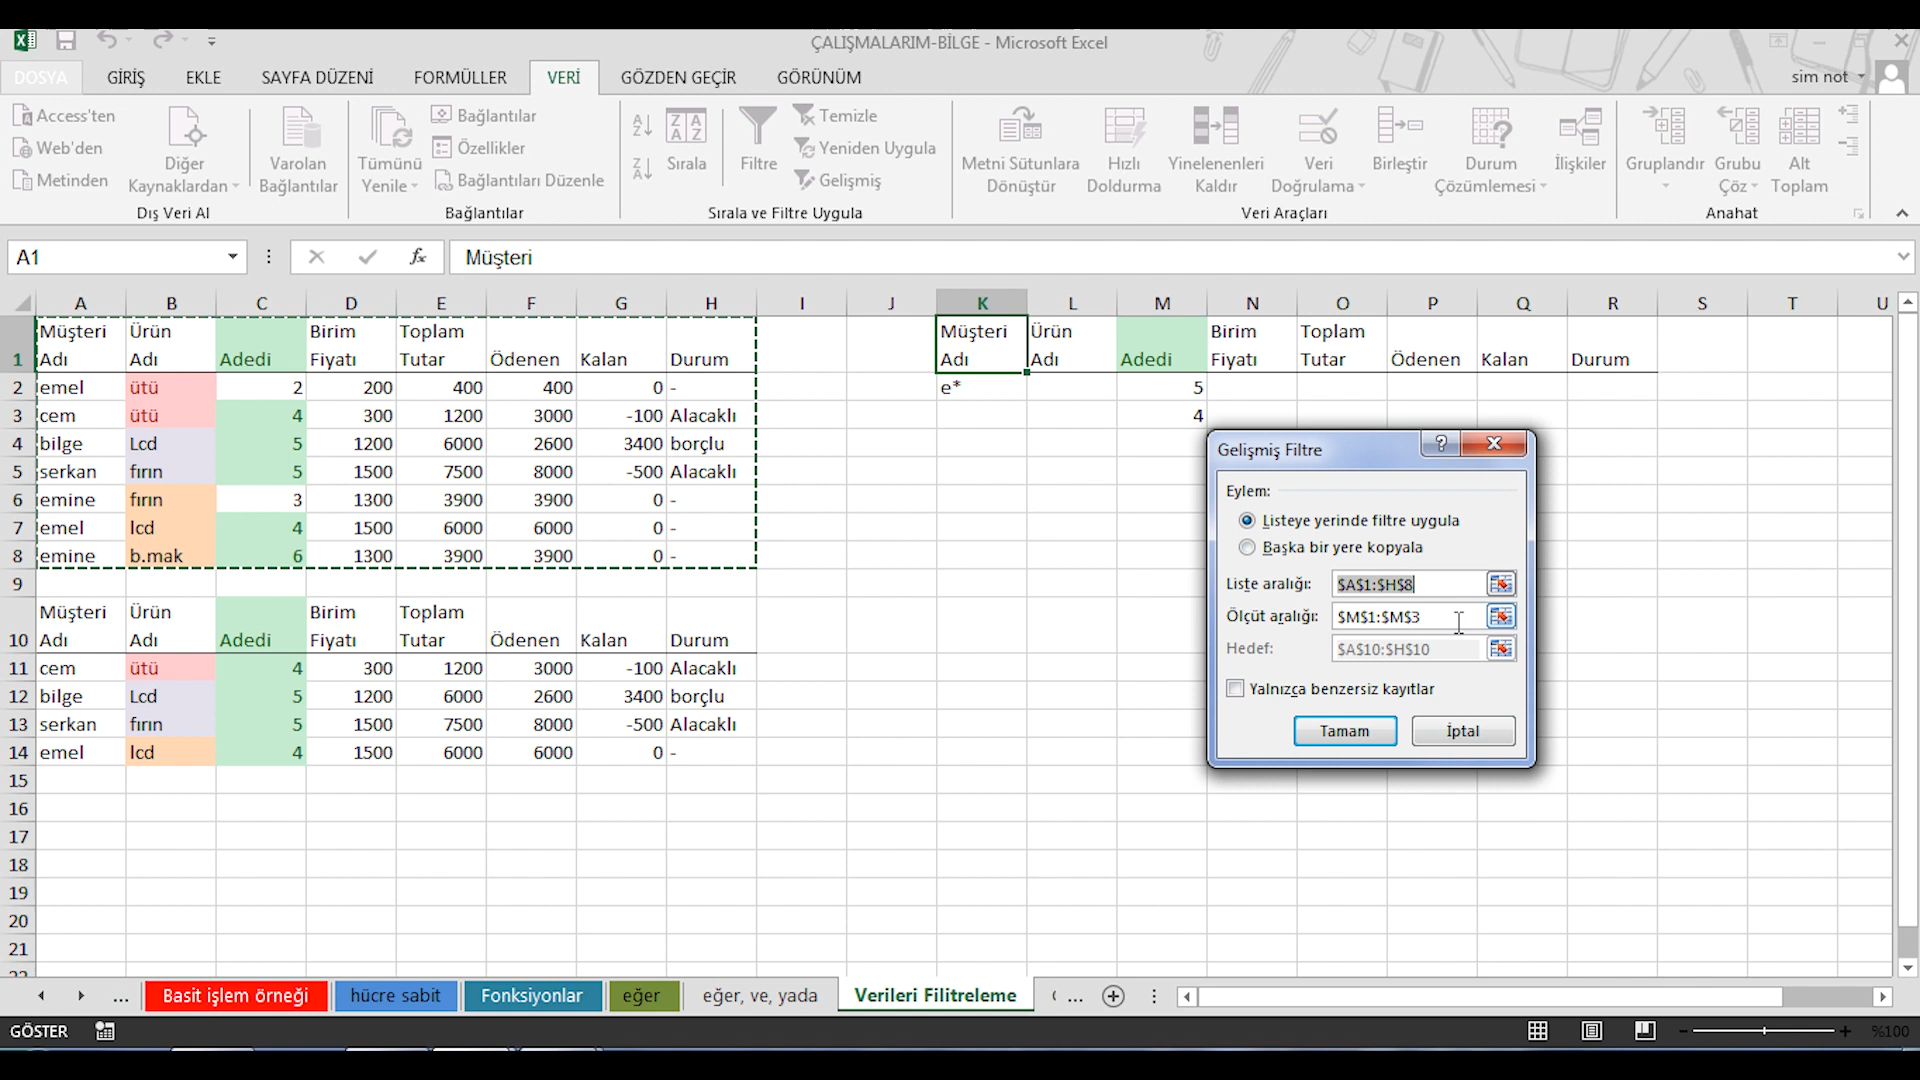 ÇALIŞMALARIM-BİLGE - Microsoft Excel
DOSYA GİRİŞ EKLE SAYFA DÜZENİ FORMÜLLER VERİ GÖZDEN GEÇİR GÖRÜNÜM sim not
Access'ten
Web'den
Metinden
Diğer
Kaynaklardan
Varolan
Bağlantılar
Dış Veri Al
Tümünü
Yenile
Bağlantılar
Özellikler
Bağlantıları Düzenle
Bağlantılar
Sırala
Filtre
Temizle
Yeniden Uygula
Gelişmiş
Sırala ve Filtre Uygula
Metni Sütunlara
Dönüştür
Hızlı
Doldurma
Yinelenenleri
Kaldır
Veri
Doğrulama
Birleştir
Durum
Çözümlemesi
İlişkiler
Veri Araçları
Gruplandır
Grubu
Çöz
Alt
Toplam
Anahat
A1 fx Müşteri
A B C D E F G H I J K L M N O P Q R S T U
Müşteri Ürün Birim Toplam Müşteri Ürün Birim Toplam
1 Adı Adı Adedi Fiyatı Tutar Ödenen Kalan Durum Adı Adı Adedi Fiyatı Tutar Ödenen Kalan Durum
2 emel ütü 2 200 400 400 0 - e* 5
3 cem ütü 4 300 1200 3000 -100 Alacaklı 4
4 bilge Lcd 5 1200 6000 2600 3400 borçlu
5 serkan fırın 5 1500 7500 8000 -500 Alacaklı
6 emine fırın 3 1300 3900 3900 0 -
7 emel lcd 4 1500 6000 6000 0 -
8 emine b.mak 6 1300 3900 3900 0 -
9
Müşteri Ürün Birim Toplam
10 Adı Adı Adedi Fiyatı Tutar Ödenen Kalan Durum
11 cem ütü 4 300 1200 3000 -100 Alacaklı
12 bilge Lcd 5 1200 6000 2600 3400 borçlu
13 serkan fırın 5 1500 7500 8000 -500 Alacaklı
14 emel lcd 4 1500 6000 6000 0 -
15
16
17
18
19
20
21
22
Gelişmiş Filtre
Eylem:
Listeye yerinde filtre uygula
Başka bir yere kopyala
Liste aralığı: $A$1:$H$8
Ölçüt aralığı: $M$1:$M$3
Hedef: $A$10:$H$10
Yalnızca benzersiz kayıtlar
Tamam İptal
... Basit işlem örneği hücre sabit Fonksiyonlar eğer eğer, ve, yada Verileri Filitreleme ...
GÖSTER %100